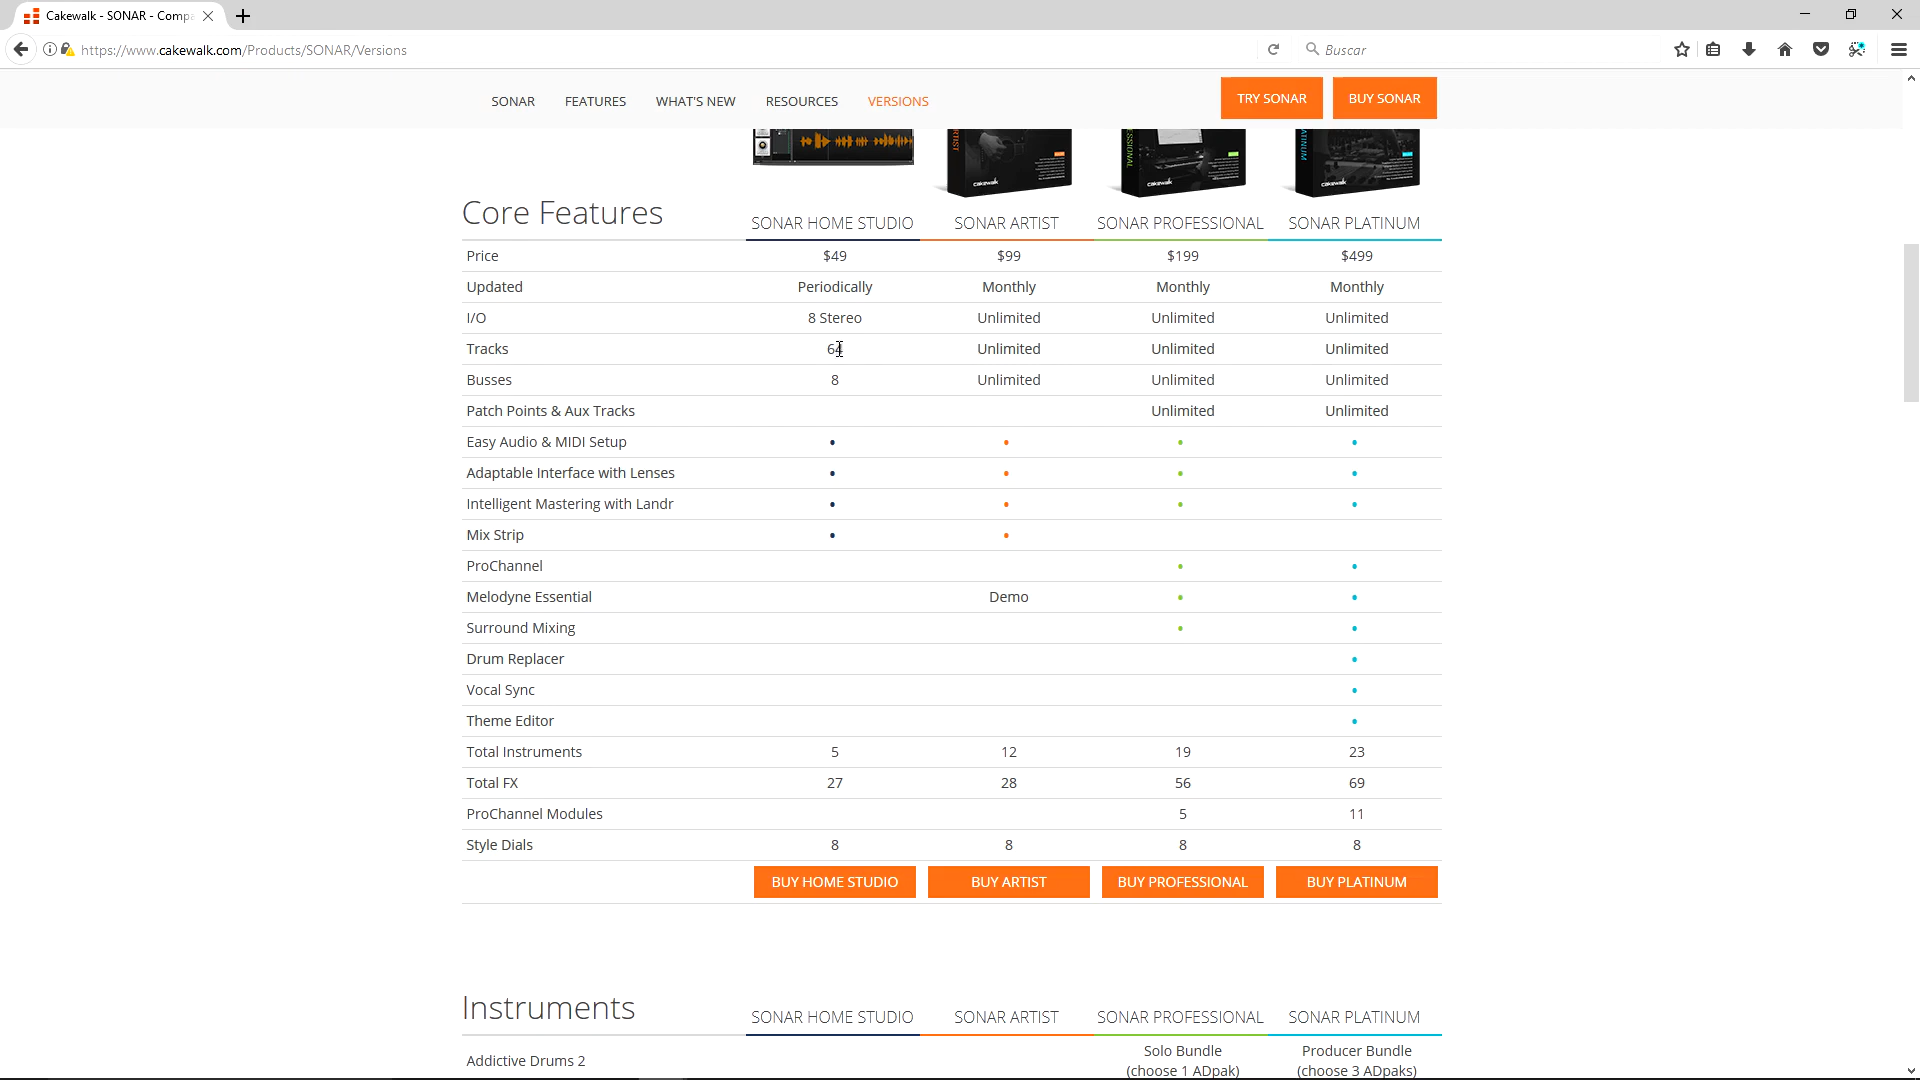 Cakewalk - SONAR - Compa
https://www.cakewalk.com/Products/SONAR/Versions
Buscar
SONAR FEATURES WHAT'S NEW RESOURCES VERSIONS TRY SONAR BUY SONAR
cakewalk cakewalk cakewalk
Core Features SONAR HOME STUDIO SONAR ARTIST SONAR PROFESSIONAL SONAR PLATINUM
Price $49 $99 $199 $499
Updated Periodically Monthly Monthly Monthly
I/O 8 Stereo Unlimited Unlimited Unlimited
Tracks 64 Unlimited Unlimited Unlimited
Busses 8 Unlimited Unlimited Unlimited
Patch Points & Aux Tracks Unlimited Unlimited
Easy Audio & MIDI Setup • • • •
Adaptable Interface with Lenses • • • •
Intelligent Mastering with Landr • • • •
Mix Strip • •
ProChannel • •
Melodyne Essential Demo • •
Surround Mixing • •
Drum Replacer •
Vocal Sync •
Theme Editor •
Total Instruments 5 12 19 23
Total FX 27 28 56 69
ProChannel Modules 5 11
Style Dials 8 8 8 8
BUY HOME STUDIO BUY ARTIST BUY PROFESSIONAL BUY PLATINUM
Instruments SONAR HOME STUDIO SONAR ARTIST SONAR PROFESSIONAL SONAR PLATINUM
Addictive Drums 2 Solo Bundle Producer Bundle
(choose 1 ADpak) (choose 3 ADpaks)